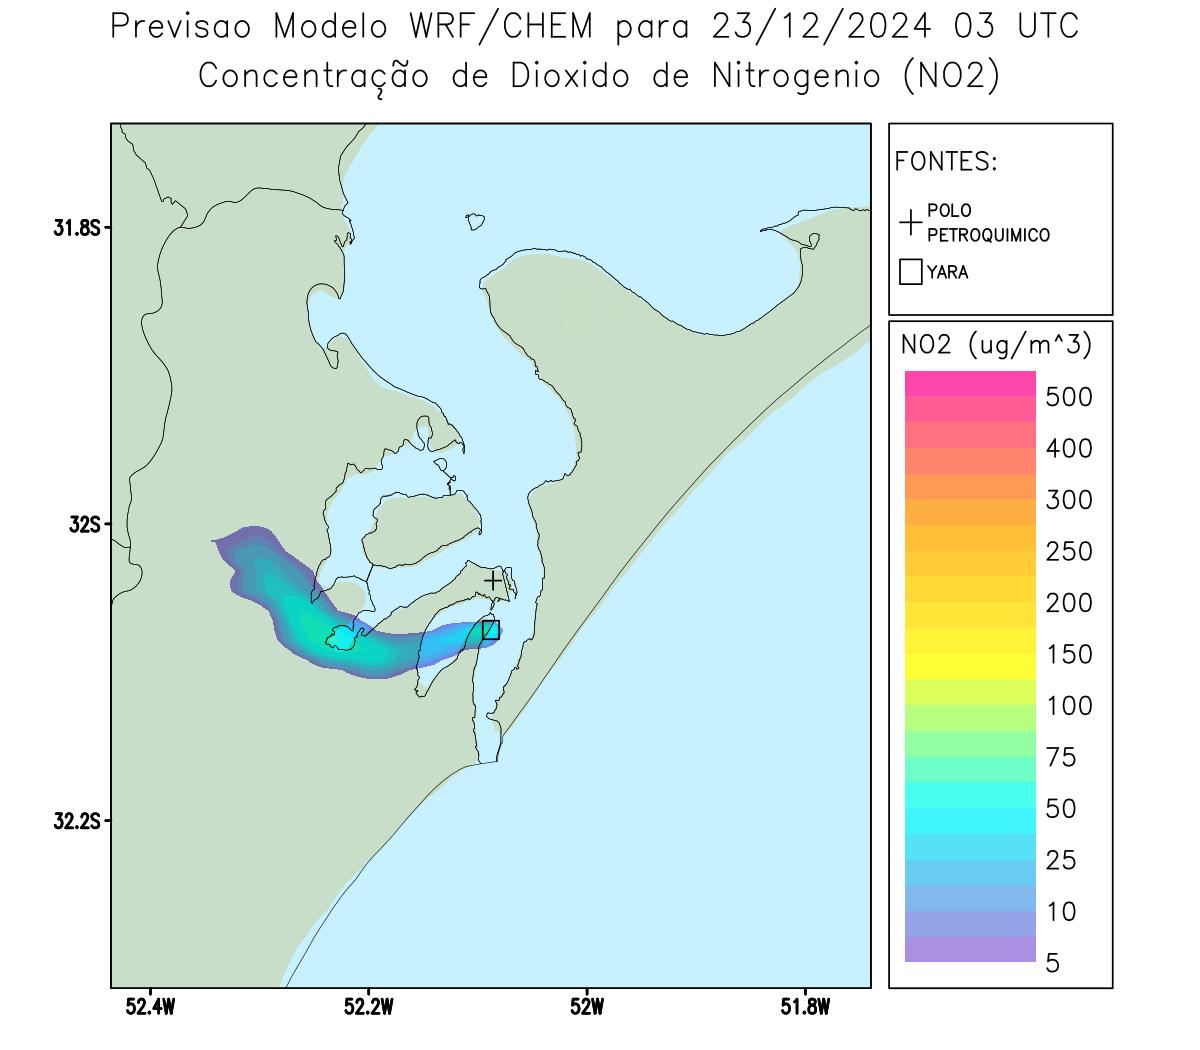 Previsao Modelo WRF/CHEM para 23/12/2024 03 UTC
Concentração de Dioxido de Nitrogenio (NO2)
FONTES:
POLO
PETROQUIMICO
YARA
NO2 (ug/m^3)
500
400
300
250
200
150
100
75
50
25
10
5
31.8S
32S
32.2S
52.4W
52.2W
52W
51.8W